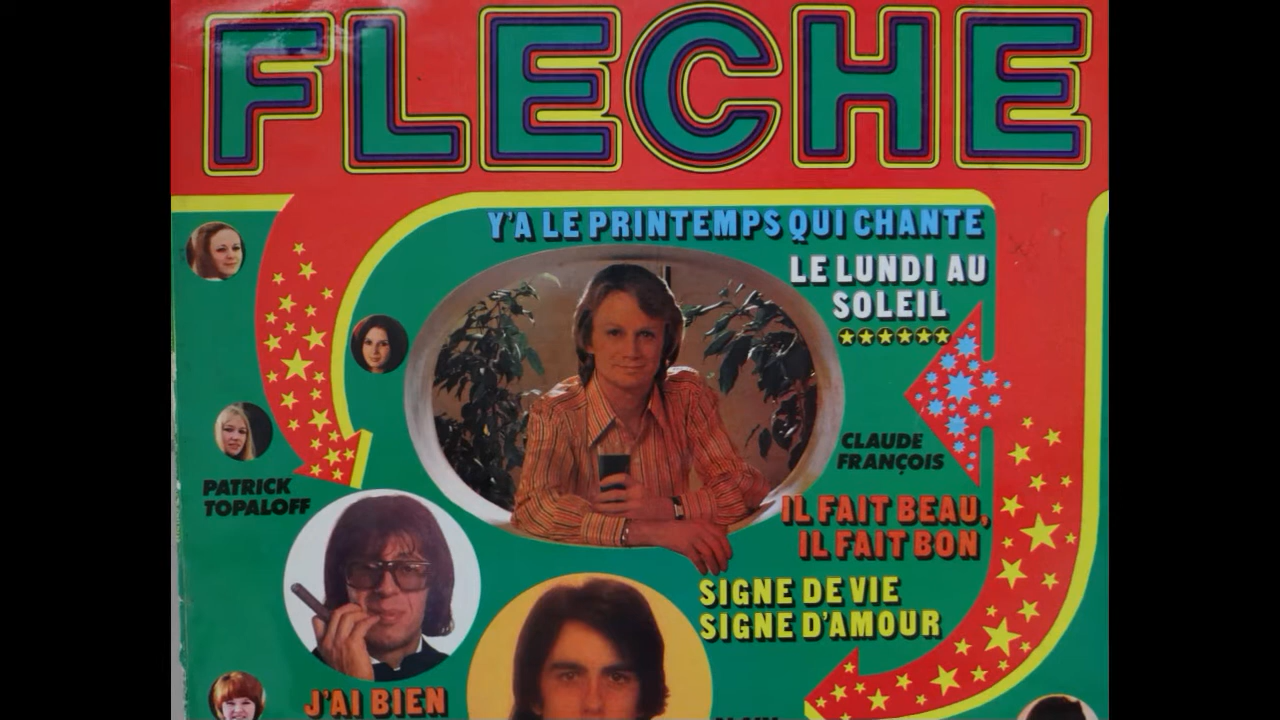 FLECHE
Y'A LE PRINTEMPS QUI CHANTE
LE LUNDI AU
SOLEIL
CLAUDE
FRANÇOIS
PATRICK
TOPALOFF
IL FAIT BEAU,
IL FAIT BON
SIGNE DE VIE
SIGNE D'AMOUR
J'AI BIEN